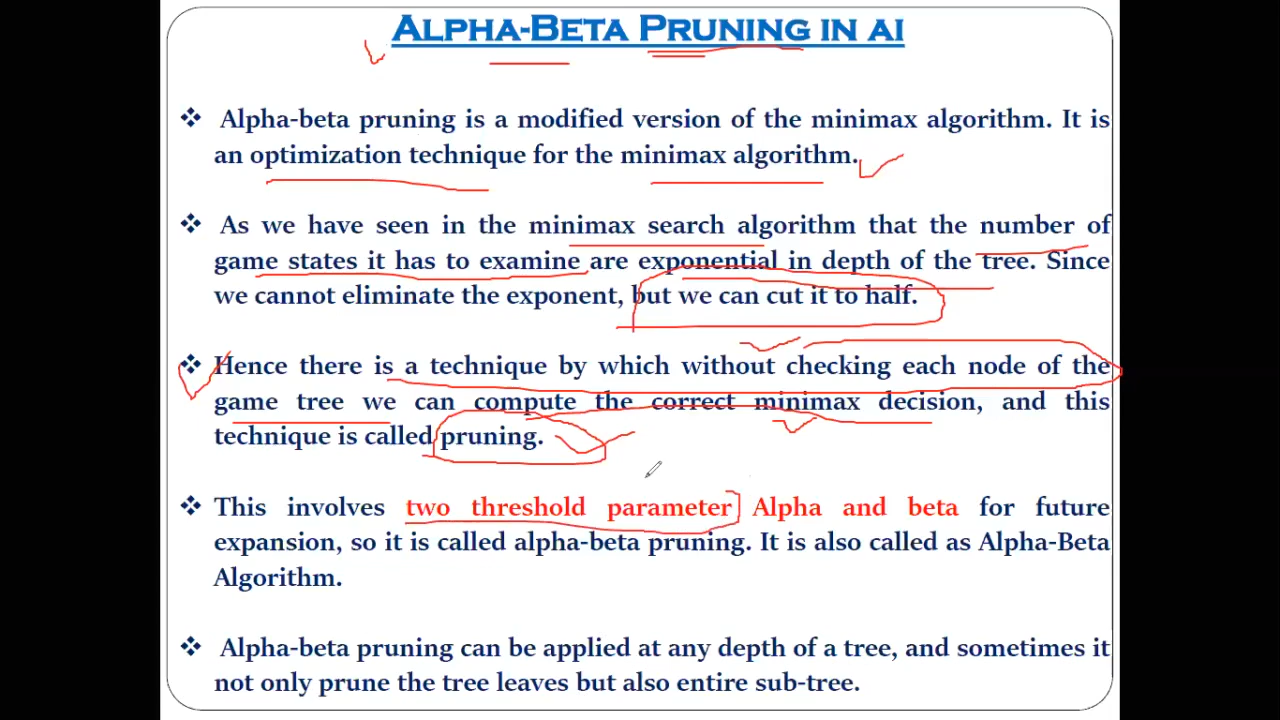 ALPHA-BETA PRUNING IN AI
❖ Alpha-beta pruning is a modified version of the minimax algorithm. It is
an optimization technique for the minimax algorithm.
❖ As we have seen in the minimax search algorithm that the number of
game states it has to examine are exponential in depth of the tree. Since
we cannot eliminate the exponent, but we can cut it to half.
❖ Hence there is a technique by which without checking each node of the
game tree we can compute the correct minimax decision, and this
technique is called pruning.
❖ This involves two threshold parameter Alpha and beta for future
expansion, so it is called alpha-beta pruning. It is also called as Alpha-Beta
Algorithm.
❖ Alpha-beta pruning can be applied at any depth of a tree, and sometimes it
not only prune the tree leaves but also entire sub-tree.